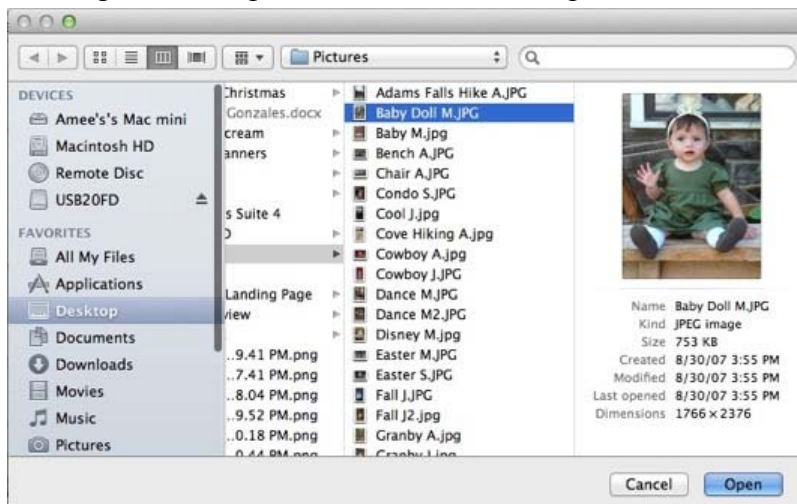 Pictures
DEVICES
Amee's's Mac mini
Macintosh HD
Remote Disc
USB20FD
FAVORITES
All My Files
Applications
Desktop
Documents
Downloads
Movies
Music
Pictures
Christmas
Gonzales.docx
cream
anners
s Suite 4
Landing Page
view
..9.41 PM.png
..7.41 PM.png
..8.04 PM.png
..9.52 PM.png
..0.18 PM.png
0.44 PM.png
Adams Falls Hike A.JPG
Baby Doll M.JPG
Baby M.jpg
Bench A.JPG
Chair A.JPG
Condo S.JPG
Cool J.jpg
Cove Hiking A.jpg
Cowboy A.jpg
Cowboy J.JPG
Dance M.JPG
Dance M2.JPG
Disney M.jpg
Easter M.JPG
Easter S.JPG
Fall J.JPG
Fall J2.jpg
Granby A.jpg
Granby I.jpg
Name Baby Doll M.JPG
Kind JPEG image
Size 753 KB
Created 8/30/07 3:55 PM
Modified 8/30/07 3:55 PM
Last opened 8/30/07 3:55 PM
Dimensions 1766 × 2376
Cancel
Open